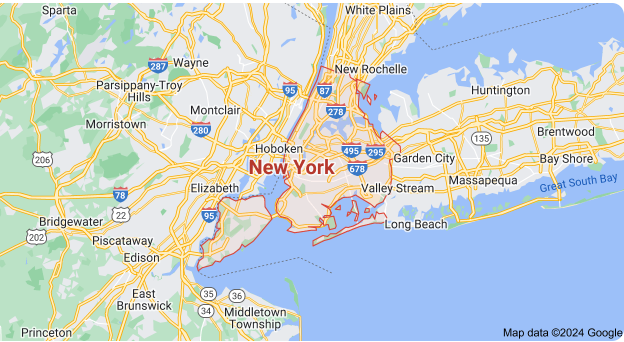 Sparta
White Plains
287
Wayne
New Rochelle
Parsippany-Troy
Hills
95
87
Huntington
Montclair
278
Morristown
280
135
Brentwood
Hoboken
495
295
206
New York
678
Garden City
Bay Shore
Massapequa
Great South Bay
78
Elizabeth
Valley Stream
22
95
Bridgewater
Long Beach
202
Piscataway
Edison
East
Brunswick
35
36
34
Middletown
Township
Princeton
Map data ©2024 Google